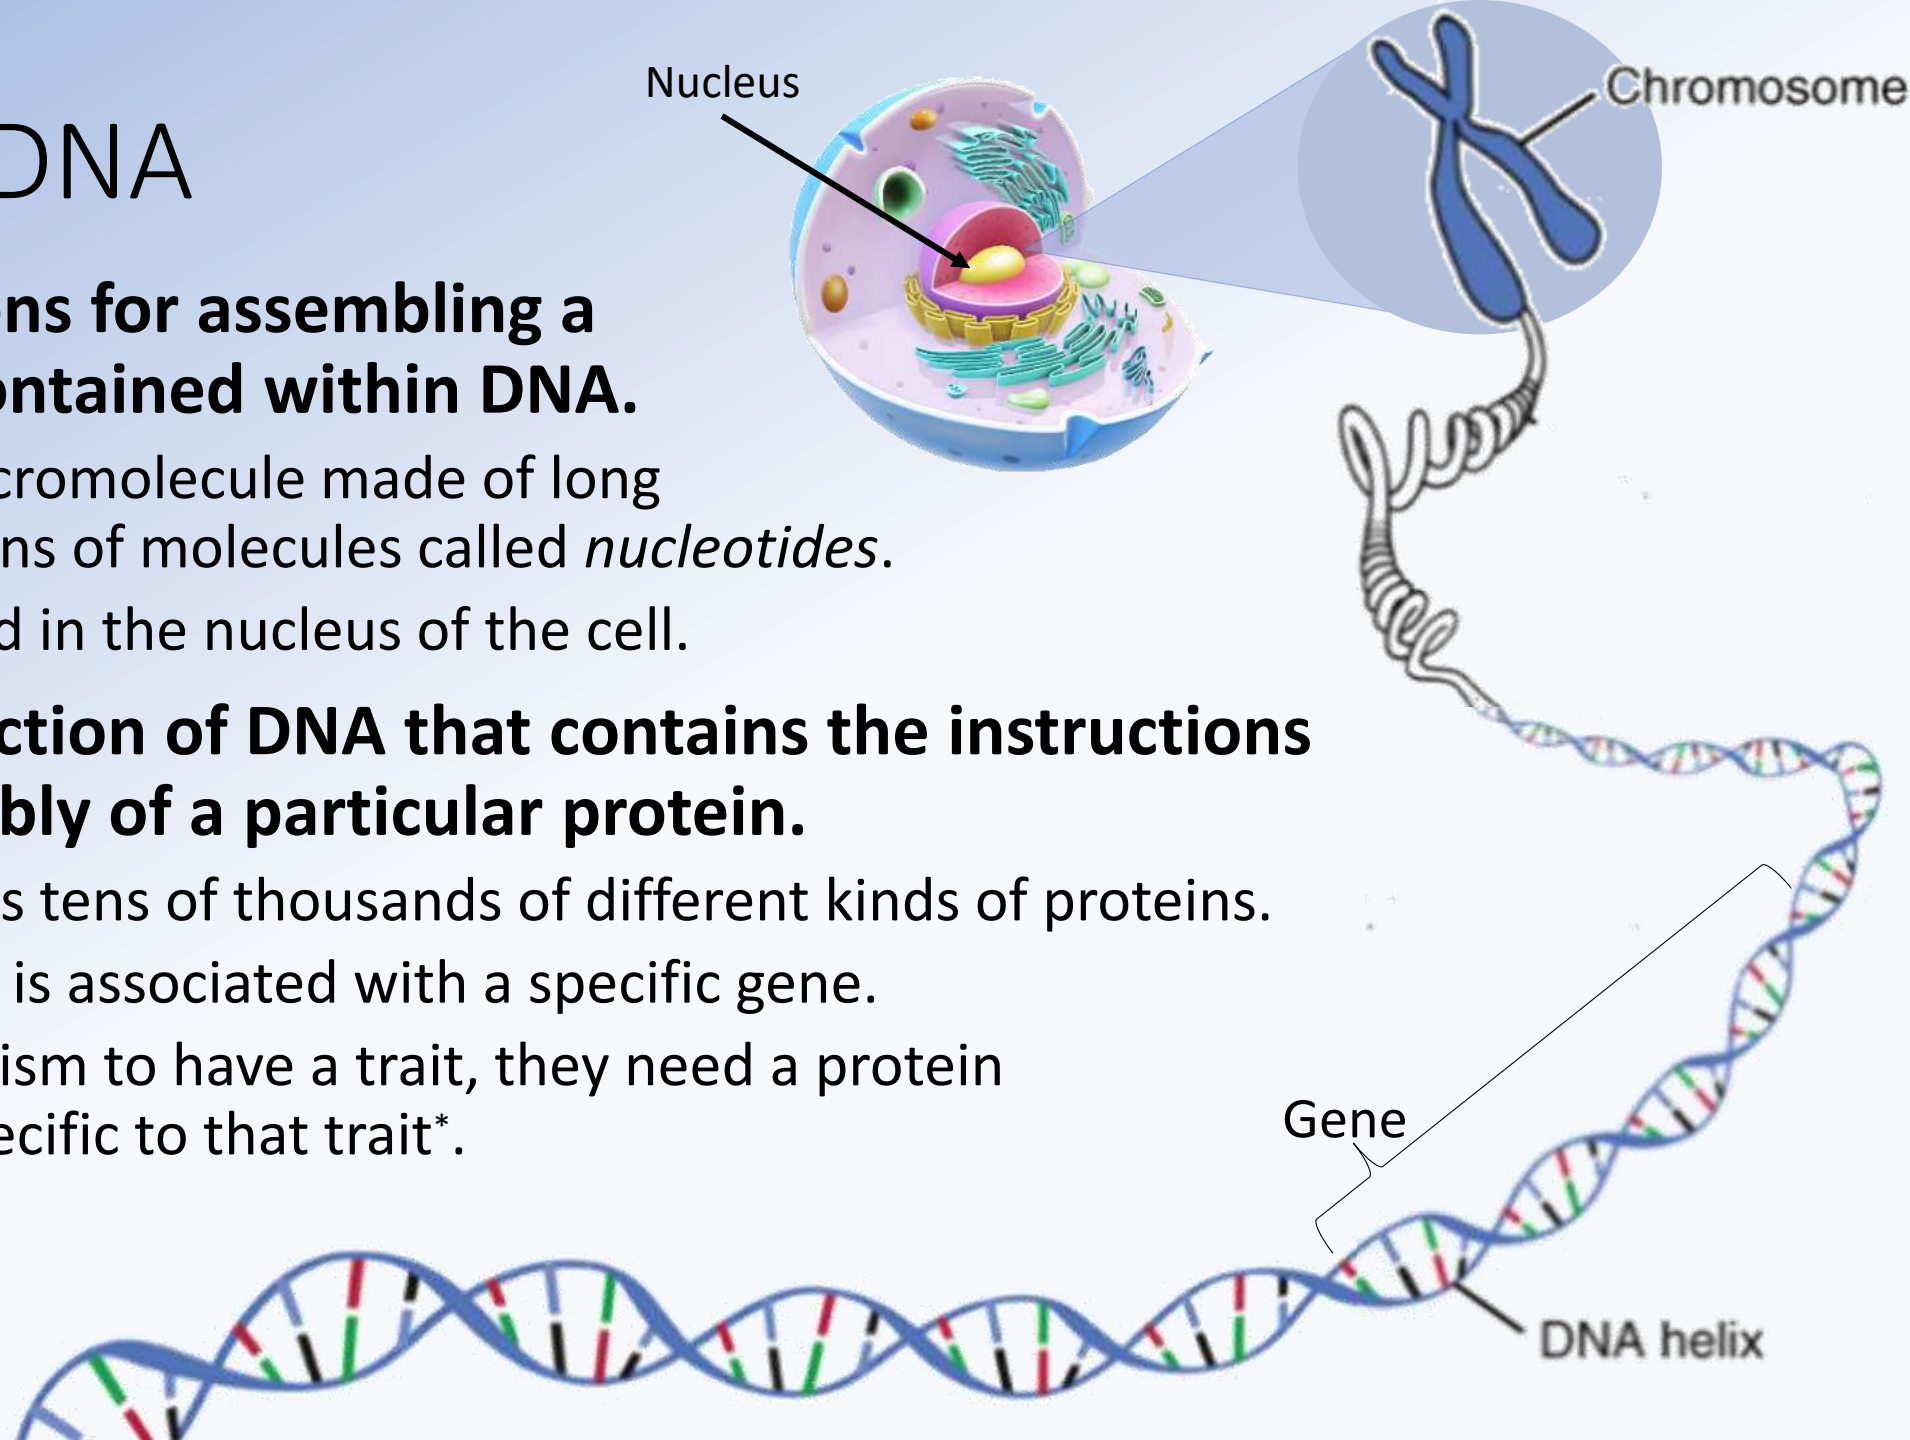 Nucleus
Chromosome
DNA
ns for assembling a
ontained within DNA.
cromolecule made of long
ns of molecules called nucleotides.
d in the nucleus of the cell.
ction of DNA that contains the instructions
bly of a particular protein.
s tens of thousands of different kinds of proteins.
is associated with a specific gene.
ism to have a trait, they need a protein
ecific to that trait*.
Gene
DNA helix